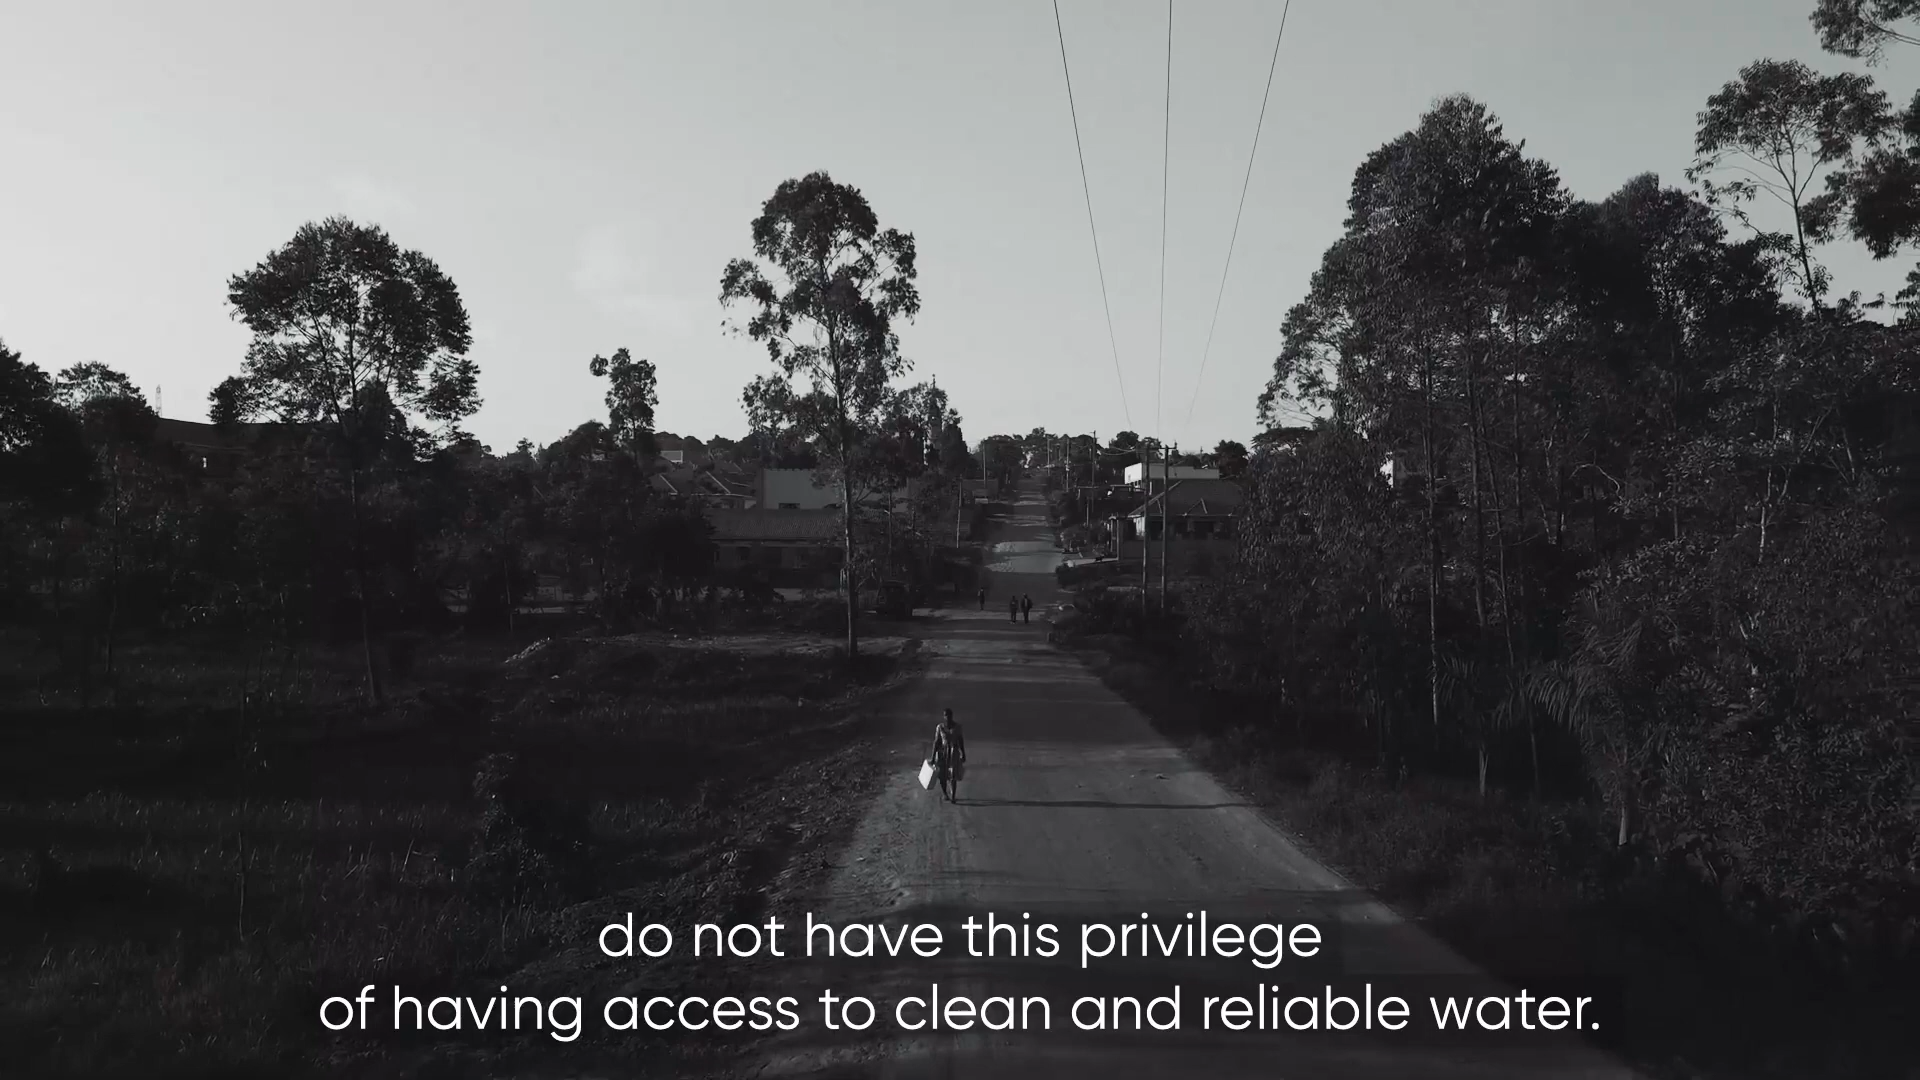 do not have this privilege
of having access to clean and reliable water.